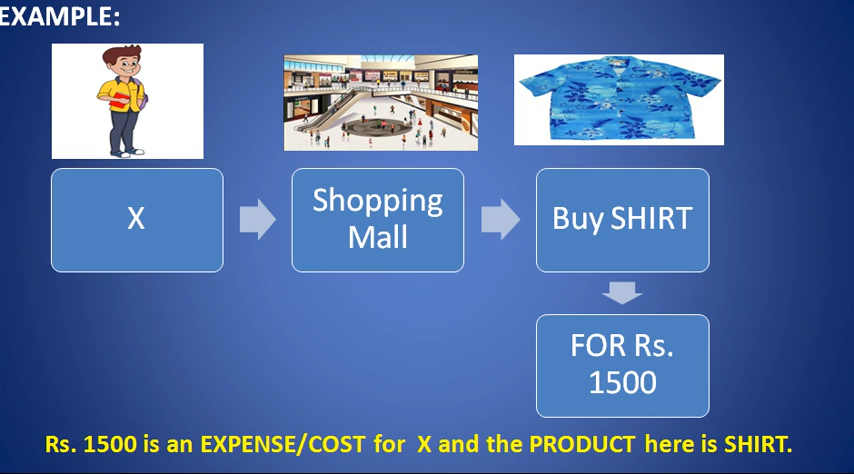 EXAMPLE:
X
Shopping
Mall
Buy SHIRT
FOR Rs.
1500
Rs. 1500 is an EXPENSE/COST for X and the PRODUCT here is SHIRT.